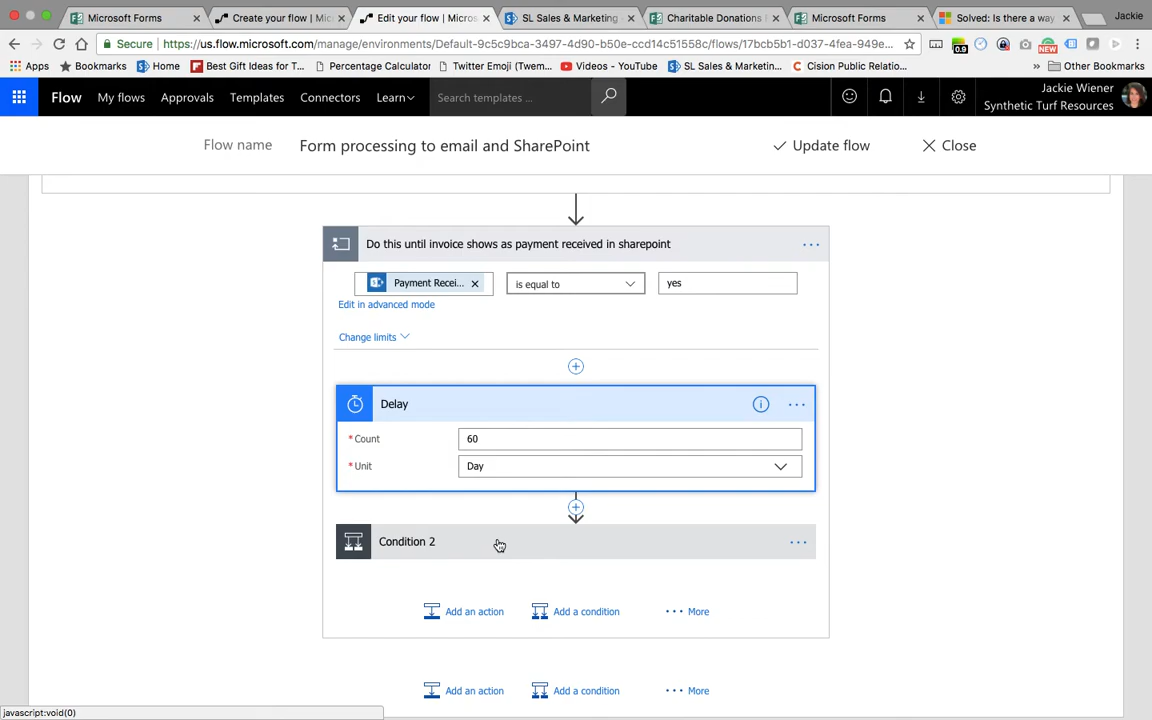 Microsoft Forms
Create your flow | Mic
Edit your flow | Micros
SL Sales & Marketing
Charitable Donations
Microsoft Forms
Solved: Is there a way
Jackie
Secure
https://us.flow.microsoft.com/manage/environments/Default-9c5c9bca-3497-4d90-b50e-ccd14c51558c/flows/17bcb5b1-d037-4fea-949e...
0.9
NEW
Apps
Bookmarks
Home
Best Gift Ideas for T...
Percentage Calculator
Twitter Emoji (Twem...
Videos - YouTube
SL Sales & Marketin...
Cision Public Relatio...
»
Other Bookmarks
Flow
My flows
Approvals
Templates
Connectors
Learn
Search templates ...
Jackie Wiener
Synthetic Turf Resources
Flow name
Form processing to email and SharePoint
Update flow
Close
Do this until invoice shows as payment received in sharepoint
Payment Recei...
is equal to
yes
Edit in advanced mode
Change limits
Delay
* Count
60
* Unit
Day
Condition 2
Add an action
Add a condition
More
Add an action
Add a condition
More
javascript:void(0)